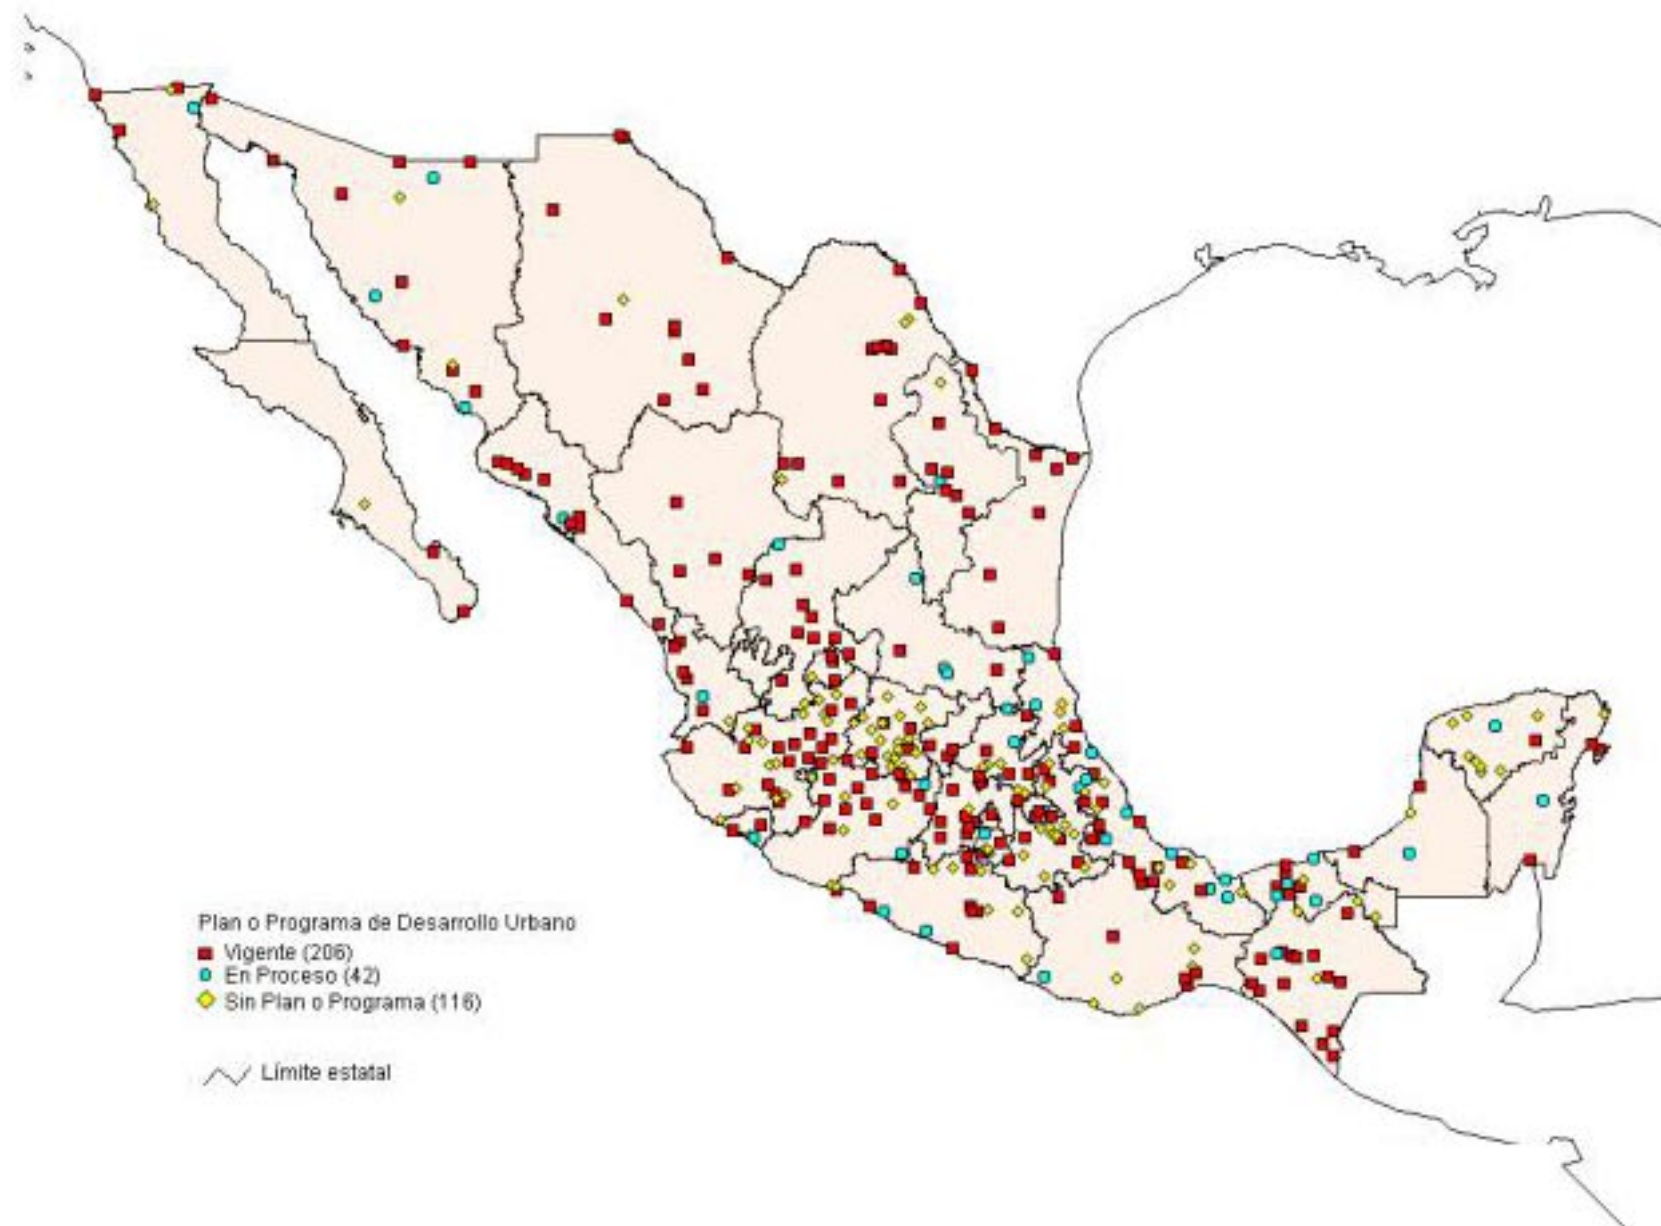 Plan o Programa de Desarrollo Urbano
Vigente (206)
En Proceso (42)
Sin Plan o Programa (116)
Límite estatal